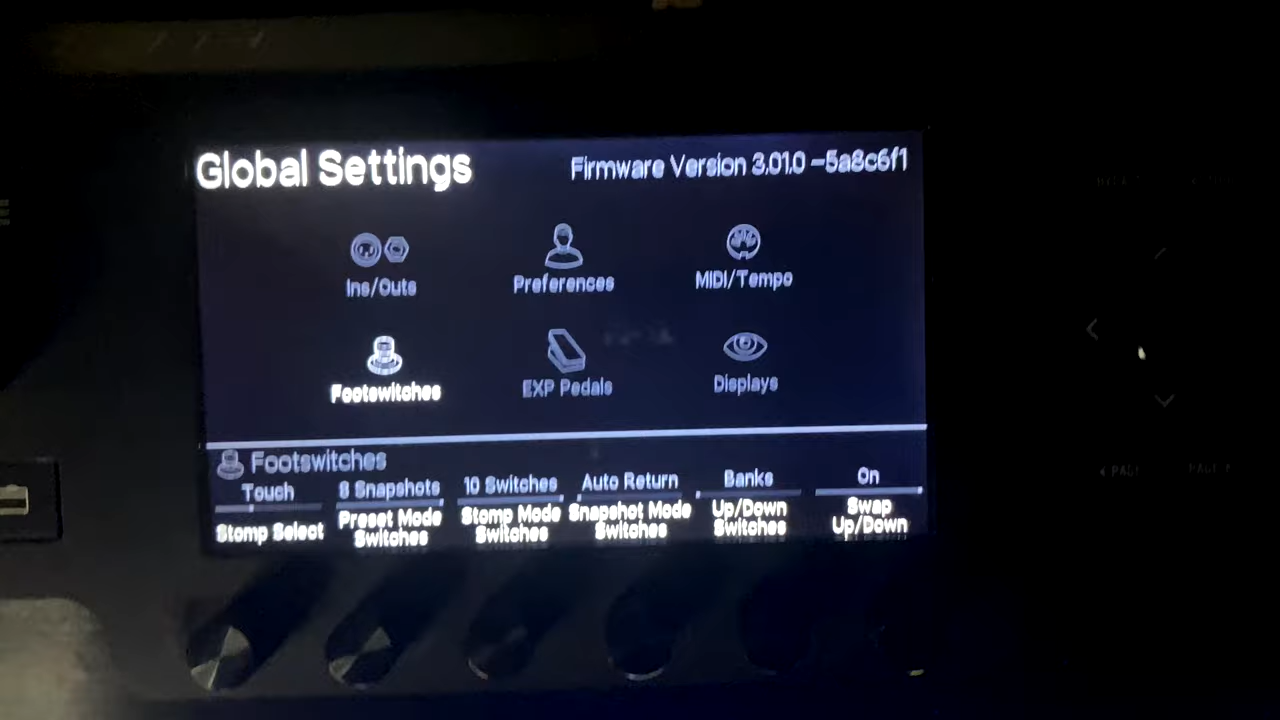 Global Settings
Firmware Version 3.01.0 -5a8c6f1
Ins/Outs
Preferences
MIDI/Tempo
Footswitches
EXP Pedals
Displays
Footswitches
Touch
8 Snapshots
10 Switches
Auto Return
Banks
On
Stomp Select
Preset Mode
Switches
Stomp Mode
Switches
Snapshot Mode
Switches
Up/Down
Switches
Swap
Up/Down
< PAGE